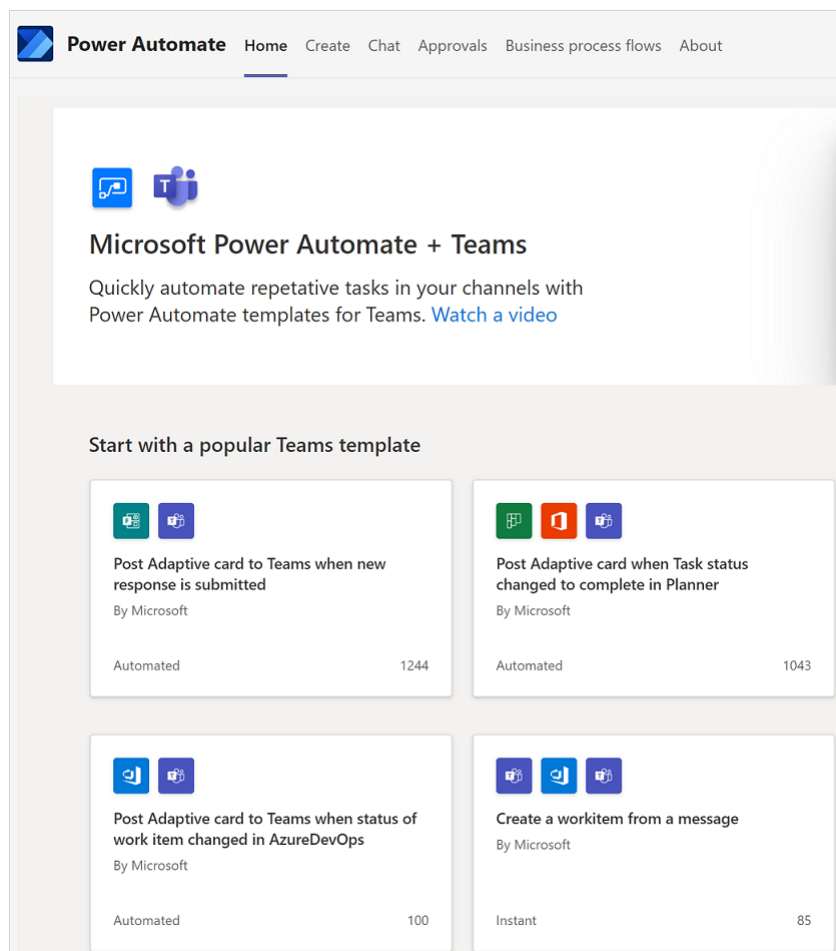 Power Automate Home Create Chat Approvals Business process flows About
T
Microsoft Power Automate + Teams
Quickly automate repetative tasks in your channels with
Power Automate templates for Teams. Watch a video
Start with a popular Teams template
Post Adaptive card to Teams when new
response is submitted
By Microsoft
Automated 1244
Post Adaptive card when Task status
changed to complete in Planner
By Microsoft
Automated 1043
Post Adaptive card to Teams when status of
work item changed in AzureDevOps
By Microsoft
Automated 100
Create a workitem from a message
By Microsoft
Instant 85